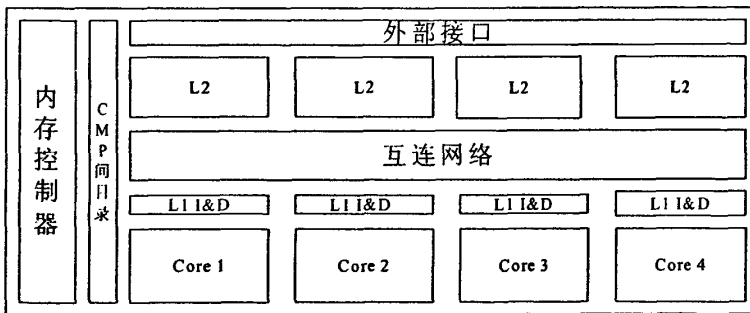 外部接口
内存控制器
CMP间目录
L2 L2 L2 L2
互连网络
L1 I&D L1 I&D L1 I&D L1 I&D
Core 1 Core 2 Core 3 Core 4